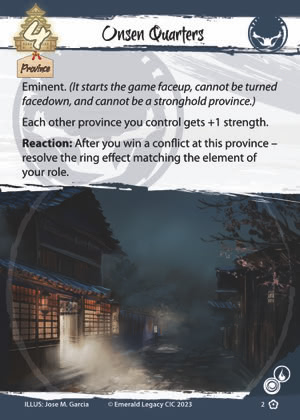 Onsen Quarters
4
Province
Eminent. (It starts the game faceup, cannot be turned
facedown, and cannot be a stronghold province.)
Each other province you control gets +1 strength.
Reaction: After you win a conflict at this province –
resolve the ring effect matching the element of
your role.
ILLUS: Jose M. Garcia © Emerald Legacy CIC 2023 2